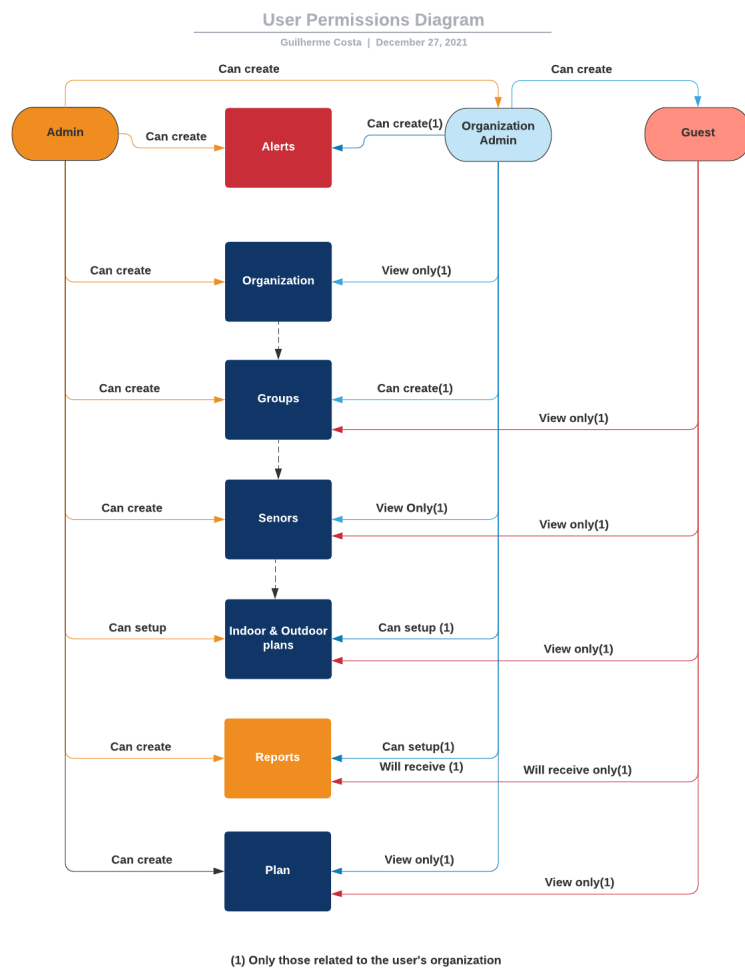 User Permissions Diagram
Guilherme Costa | December 27, 2021
Can create
Can create
Admin
Can create
Alerts
Can create(1)
Organization
Admin
Guest
Can create
Organization
View only(1)
Can create
Groups
Can create(1)
View only(1)
Can create
Senors
View Only(1)
View only(1)
Can setup
Indoor & Outdoor
plans
Can setup (1)
View only(1)
Can create
Reports
Can setup(1)
Will receive (1)
Will receive only(1)
Can create
Plan
View only(1)
View only(1)
(1) Only those related to the user's organization